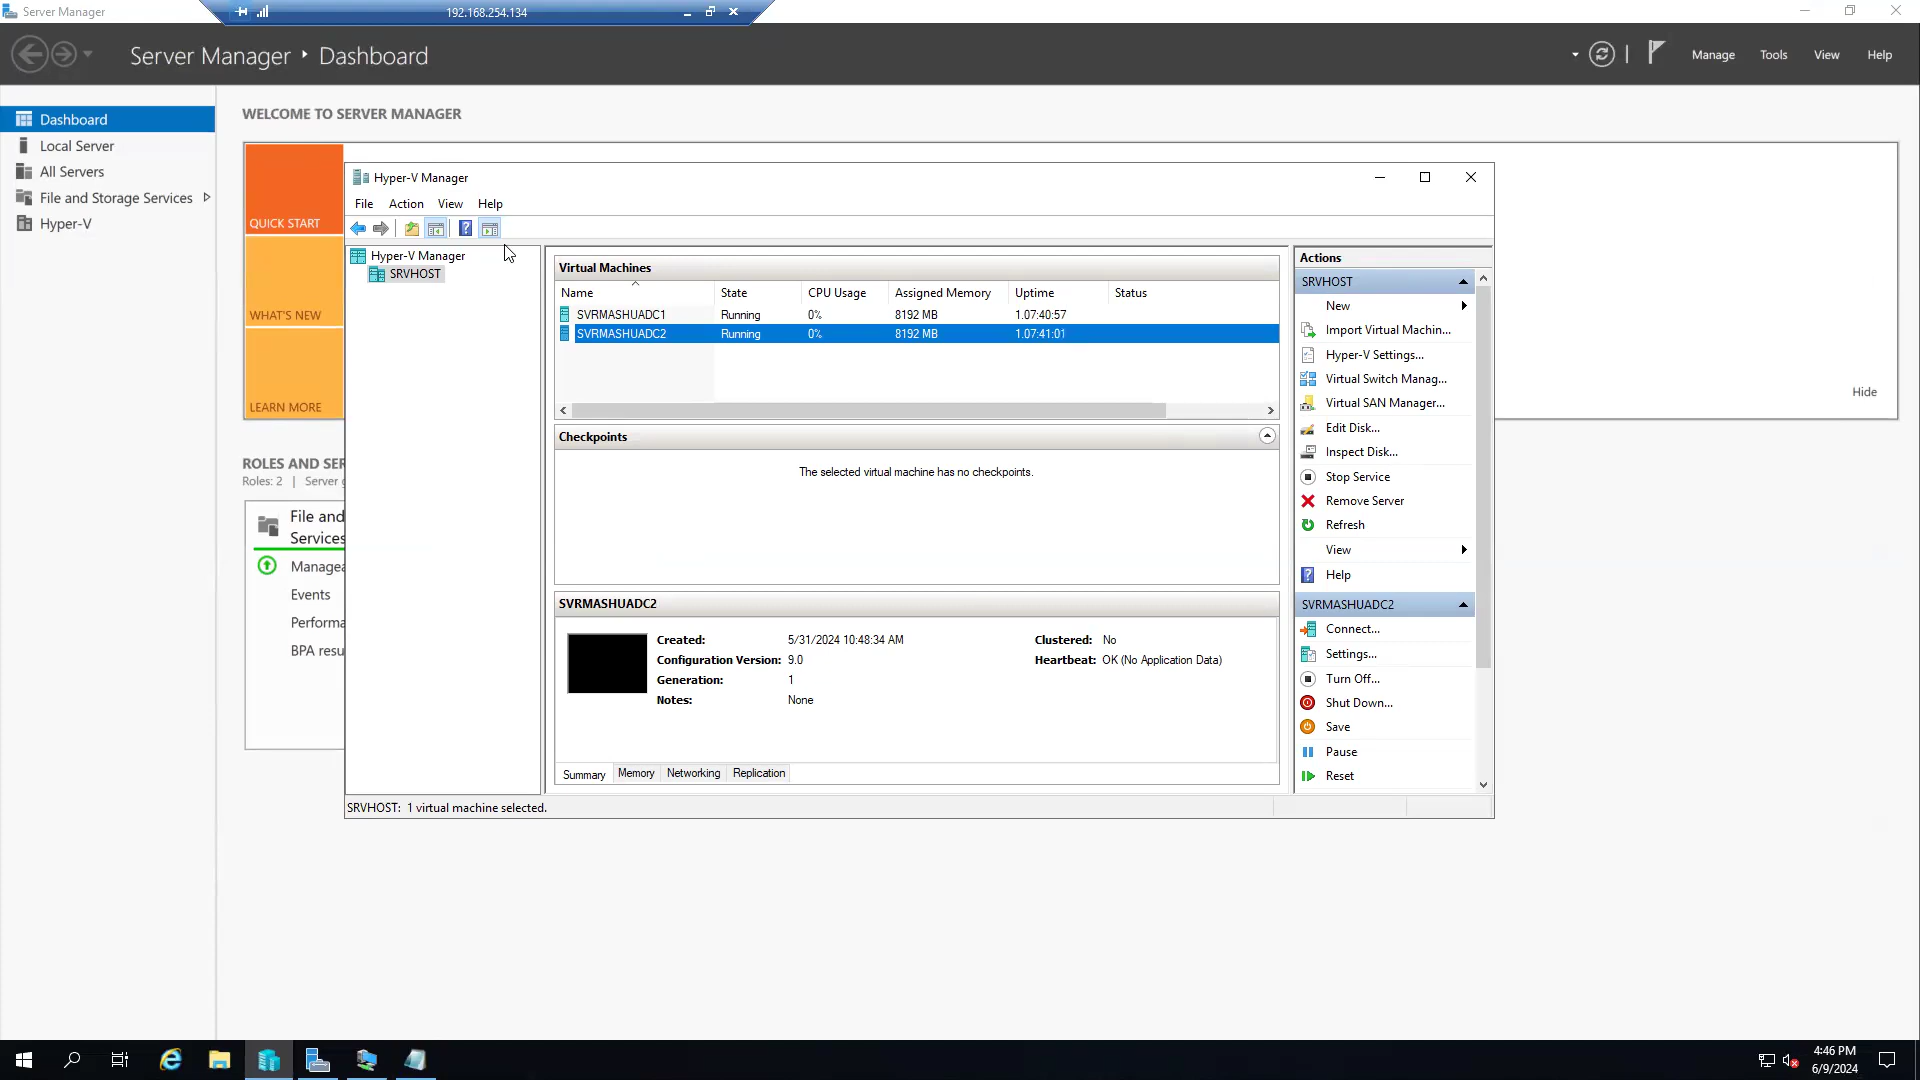 Server Manager
192.168.254.134
Server Manager ‣ Dashboard
Manage
Tools
View
Help
Dashboard
Local Server
All Servers
File and Storage Services
Hyper-V
WELCOME TO SERVER MANAGER
QUICK START
WHAT'S NEW
LEARN MORE
Hide
ROLES AND SER
Roles: 2 | Server g
File and
Services
Managea
Events
Performa
BPA resu
Hyper-V Manager
File
Action
View
Help
Hyper-V Manager
SRVHOST
Virtual Machines
Name State CPU Usage Assigned Memory Uptime Status
SVRMASHUADC1 Running 0% 8192 MB 1.07:40:57
SVRMASHUADC2 Running 0% 8192 MB 1.07:41:01
Checkpoints
The selected virtual machine has no checkpoints.
SVRMASHUADC2
Created: 5/31/2024 10:48:34 AM
Configuration Version: 9.0
Generation: 1
Notes: None
Clustered: No
Heartbeat: OK (No Application Data)
Summary Memory Networking Replication
Actions
SRVHOST
New
Import Virtual Machin...
Hyper-V Settings...
Virtual Switch Manag...
Virtual SAN Manager...
Edit Disk...
Inspect Disk...
Stop Service
Remove Server
Refresh
View
Help
SVRMASHUADC2
Connect...
Settings...
Turn Off...
Shut Down...
Save
Pause
Reset
SRVHOST: 1 virtual machine selected.
4:46 PM
6/9/2024